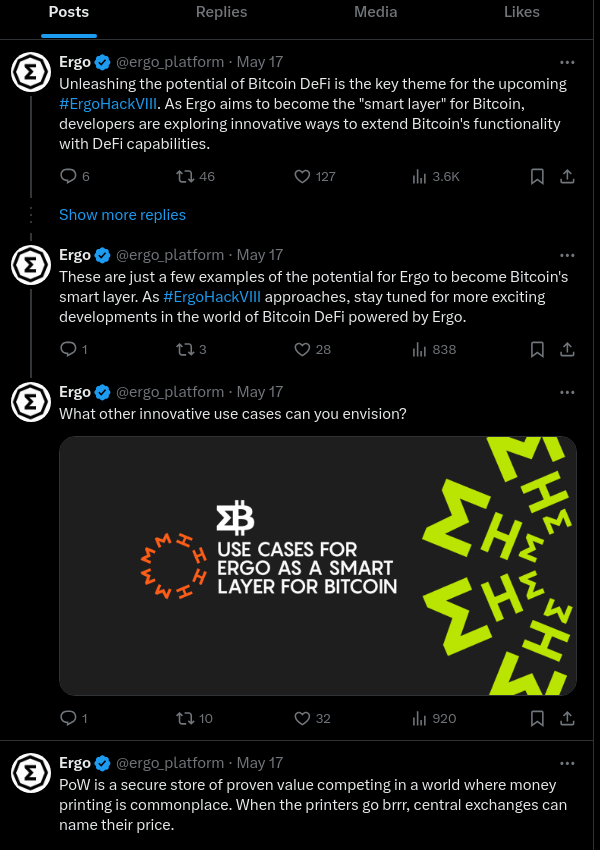 Posts Replies Media Likes
Ergo @ergo_platform · May 17
Unleashing the potential of Bitcoin DeFi is the key theme for the upcoming
#ErgoHackVIII. As Ergo aims to become the "smart layer" for Bitcoin,
developers are exploring innovative ways to extend Bitcoin's functionality
with DeFi capabilities.
6 46 127 3.6K
Show more replies
Ergo @ergo_platform · May 17
These are just a few examples of the potential for Ergo to become Bitcoin's
smart layer. As #ErgoHackVIII approaches, stay tuned for more exciting
developments in the world of Bitcoin DeFi powered by Ergo.
1 3 28 838
Ergo @ergo_platform · May 17
What other innovative use cases can you envision?
ΣB
USE CASES FOR
ERGO AS A SMART
LAYER FOR BITCOIN
1 10 32 920
Ergo @ergo_platform · May 17
PoW is a secure store of proven value competing in a world where money
printing is commonplace. When the printers go brrr, central exchanges can
name their price.